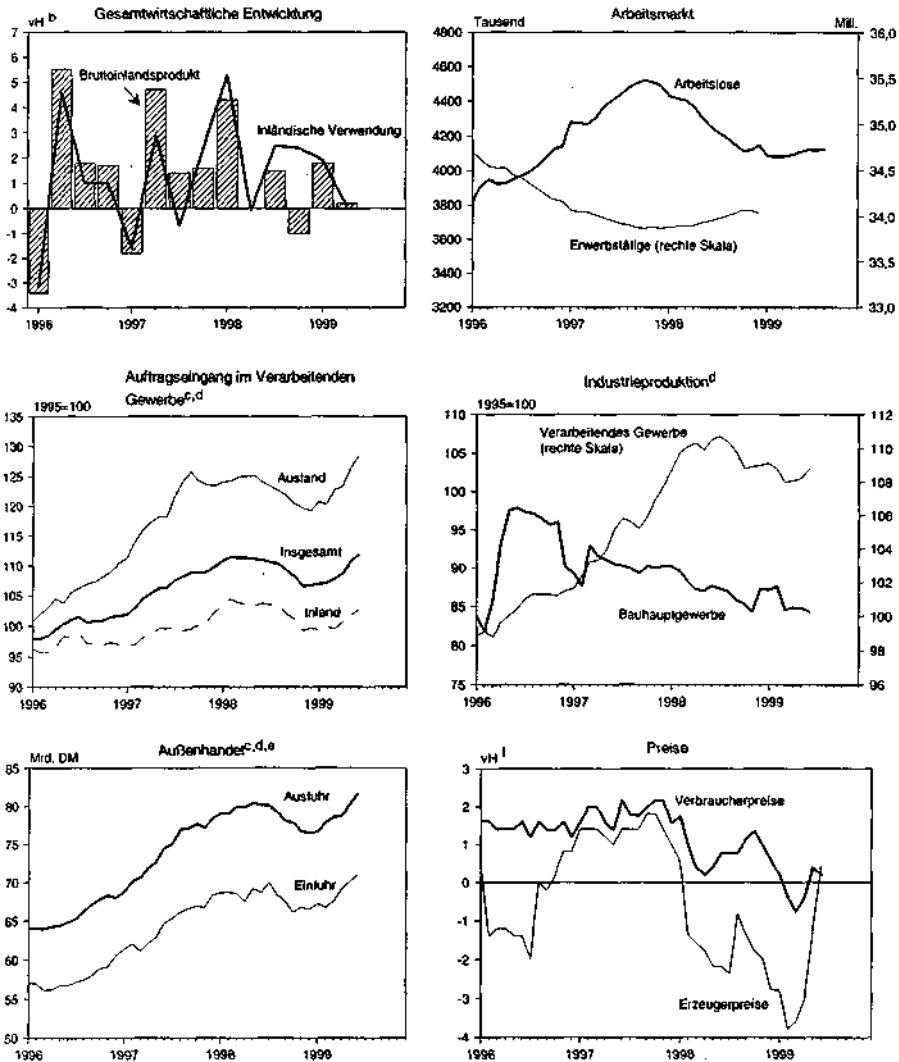 Gesamtwirtschaftliche Entwicklung
vH b
7
6
5
4
3
2
1
0
-1
-2
-3
-4
Bruttoinlandsprodukt
Inländische Verwendung
1996 1997 1998 1999
Arbeitsmarkt
Tausend Mill.
4800
4600
4400
4200
4000
3800
3600
3400
3200
36,0
35,5
35,0
34,5
34,0
33,5
33,0
Arbeitslose
Erwerbstätige (rechte Skala)
1996 1997 1998 1999
Auftragseingang im Verarbeitenden
Gewerbe c,d
1995=100
135
130
125
120
115
110
105
100
95
90
Ausland
Insgesamt
Inland
1996 1997 1998 1999
Industrieproduktion d
1995=100
110
105
100
95
90
85
80
75
112
110
108
106
104
102
100
98
96
Verarbeitendes Gewerbe
(rechte Skala)
Bauhauptgewerbe
1996 1997 1998 1999
Außenhandel c,d,e
Mrd. DM
85
80
75
70
65
60
55
50
Ausfuhr
Einfuhr
1996 1997 1998 1999
Preise
vH f
3
2
1
0
-1
-2
-3
-4
Verbraucherpreise
Erzeugerpreise
1996 1997 1998 1999